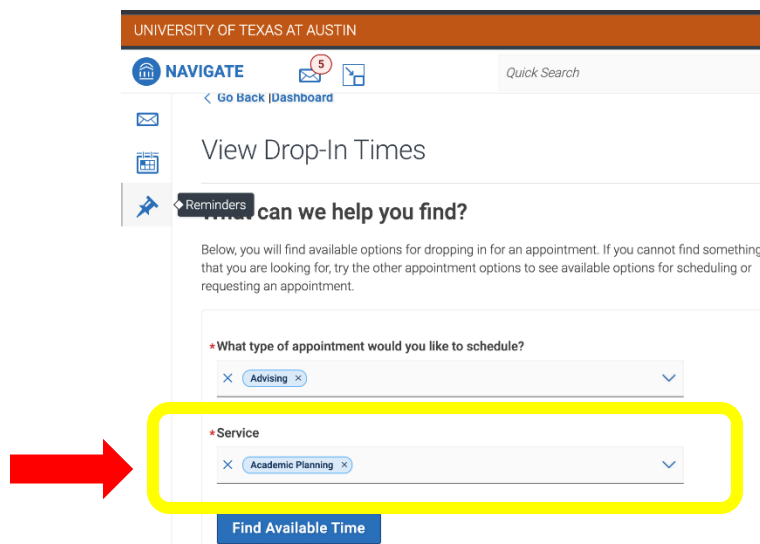 UNIVERSITY OF TEXAS AT AUSTIN
NAVIGATE
5
Quick Search
Go Back |Dashboard
View Drop-In Times
Reminders
can we help you find?
Below, you will find available options for dropping in for an appointment. If you cannot find something
that you are looking for, try the other appointment options to see available options for scheduling or
requesting an appointment.
*What type of appointment would you like to schedule?
Advising ×
*Service
Academic Planning ×
Find Available Time